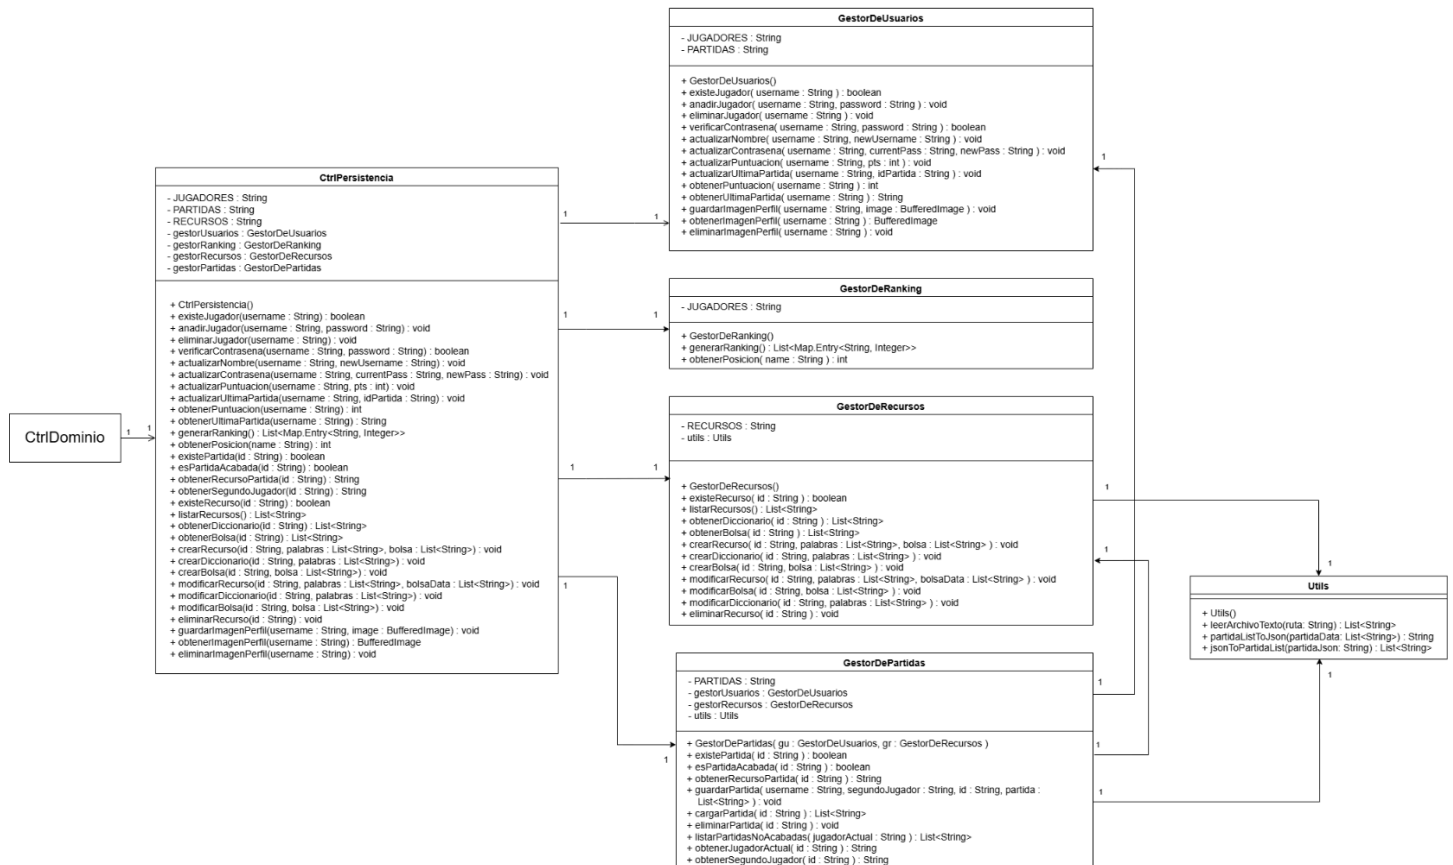 CtrlDominio
1
1
CtrlPersistencia
- JUGADORES : String
- PARTIDAS : String
- RECURSOS : String
- gestorUsuarios : GestorDeUsuarios
- gestorRanking : GestorDeRanking
- gestorRecursos : GestorDeRecursos
- gestorPartidas : GestorDePartidas
+ CtrlPersistencia()
+ existeJugador(username : String) : boolean
+ anadirJugador(username : String, password : String) : void
+ eliminarJugador(username : String) : void
+ verificarContrasena(username : String, password : String) : boolean
+ actualizarNombre(username : String, newUsername : String) : void
+ actualizarContrasena(username : String, currentPass : String, newPass : String) : void
+ actualizarPuntuacion(username : String, pts : int) : void
+ actualizarUltimaPartida(username : String, idPartida : String) : void
+ obtenerPuntuacion(username : String) : int
+ obtenerUltimaPartida(username : String) : String
+ generarRanking() : List<Map.Entry<String, Integer>>
+ obtenerPosicion(name : String) : int
+ existePartida(id : String) : boolean
+ esPartidaAcabada(id : String) : boolean
+ obtenerRecursoPartida(id : String) : String
+ obtenerSegundoJugador(id : String) : String
+ existeRecurso(id : String) : boolean
+ listarRecursos() : List<String>
+ obtenerDiccionario(id : String) : List<String>
+ obtenerBolsa(id : String) : List<String>
+ crearRecurso(id : String, palabras : List<String>, bolsa : List<String>) : void
+ crearDiccionario(id : String, palabras : List<String>) : void
+ crearBolsa(id : String, bolsa : List<String>) : void
+ modificarRecurso(id : String, palabras : List<String>, bolsaData : List<String>) : void
+ modificarDiccionario(id : String, palabras : List<String>) : void
+ modificarBolsa(id : String, bolsa : List<String>) : void
+ eliminarRecurso(id : String) : void
+ guardarImagenPerfil(username : String, image : BufferedImage) : void
+ obtenerImagenPerfil(username : String) : BufferedImage
+ eliminarImagenPerfil(username : String) : void
1
1
1
1
1
1
1
1
GestorDeUsuarios
- JUGADORES : String
- PARTIDAS : String
+ GestorDeUsuarios()
+ existeJugador( username : String ) : boolean
+ anadirJugador( username : String, password : String ) : void
+ eliminarJugador( username : String ) : void
+ verificarContrasena( username : String, password : String ) : boolean
+ actualizarNombre( username : String, newUsername : String ) : void
+ actualizarContrasena( username : String, currentPass : String, newPass : String ) : void
+ actualizarPuntuacion( username : String, pts : int ) : void
+ actualizarUltimaPartida( username : String, idPartida : String ) : void
+ obtenerPuntuacion( username : String ) : int
+ obtenerUltimaPartida( username : String ) : String
+ guardarImagenPerfil( username : String, image : BufferedImage ) : void
+ obtenerImagenPerfil( username : String ) : BufferedImage
+ eliminarImagenPerfil( username : String ) : void
1
GestorDeRanking
- JUGADORES : String
+ GestorDeRanking()
+ generarRanking() : List<Map.Entry<String, Integer>>
+ obtenerPosicion( name : String ) : int
GestorDeRecursos
- RECURSOS : String
- utils : Utils
+ GestorDeRecursos()
+ existeRecurso( id : String ) : boolean
+ listarRecursos() : List<String>
+ obtenerDiccionario( id : String ) : List<String>
+ obtenerBolsa( id : String ) : List<String>
+ crearRecurso( id : String, palabras : List<String>, bolsa : List<String> ) : void
+ crearDiccionario( id : String, palabras : List<String> ) : void
+ crearBolsa( id : String, bolsa : List<String> ) : void
+ modificarRecurso( id : String, palabras : List<String>, bolsaData : List<String> ) : void
+ modificarBolsa( id : String, bolsa : List<String> ) : void
+ modificarDiccionario( id : String, palabras : List<String> ) : void
+ eliminarRecurso( id : String ) : void
1
1
1
GestorDePartidas
- PARTIDAS : String
- gestorUsuarios : GestorDeUsuarios
- gestorRecursos : GestorDeRecursos
- utils : Utils
+ GestorDePartidas( gu : GestorDeUsuarios, gr : GestorDeRecursos )
+ existePartida( id : String ) : boolean
+ esPartidaAcabada( id : String ) : boolean
+ obtenerRecursoPartida( id : String ) : String
+ guardarPartida( username : String, segundoJugador : String, id : String, partida :
List<String> ) : void
+ cargarPartida( id : String ) : List<String>
+ eliminarPartida( id : String ) : void
+ listarPartidasNoAcabadas( jugadorActual : String ) : List<String>
+ obtenerJugadorActual( id : String ) : String
+ obtenerSegundoJugador( id : String ) : String
1
1
1
1
Utils
+ Utils()
+ leerArchivoTexto(ruta: String) : List<String>
+ partidaListToJson(partidaData: List<String>) : String
+ jsonToPartidaList(partidaJson: String) : List<String>